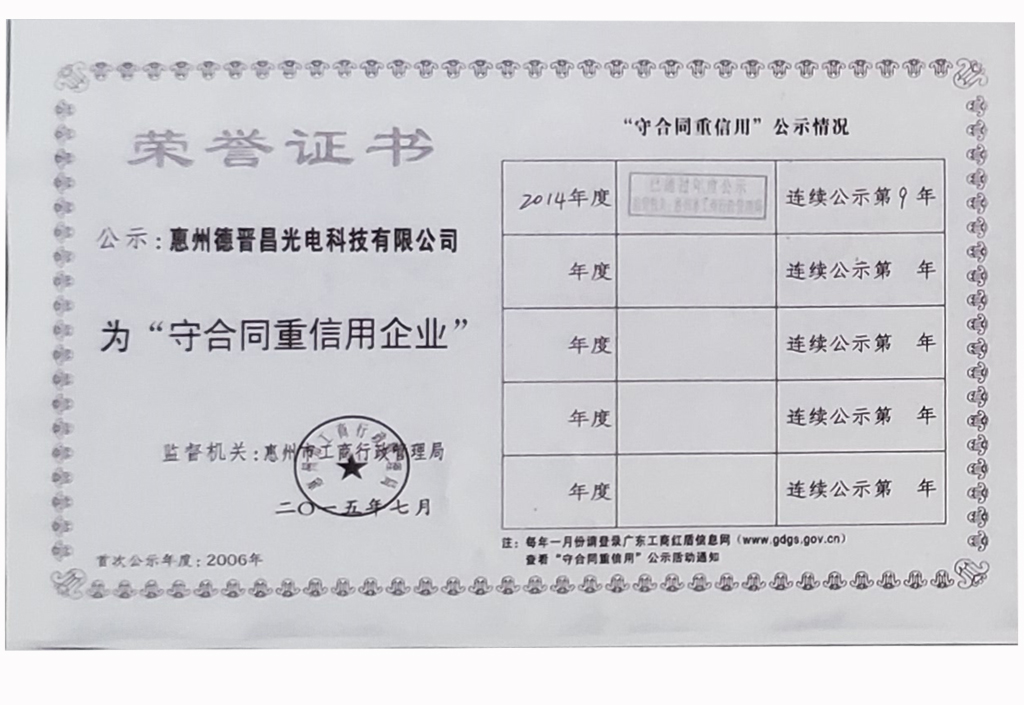 荣誉证书
公示：惠州德晋昌光电科技有限公司
为“守合同重信用企业”
监督机关：惠州市工商行政管理局
二〇一五年七月
首次公示年度：2006年
“守合同重信用”公示情况
2014年度 已通过年度公示 连续公示第9年
年度 连续公示第 年
年度 连续公示第 年
年度 连续公示第 年
年度 连续公示第 年
注：每年一月份请登录广东工商红盾信息网（www.gdgs.gov.cn）
查看“守合同重信用”公示活动通知